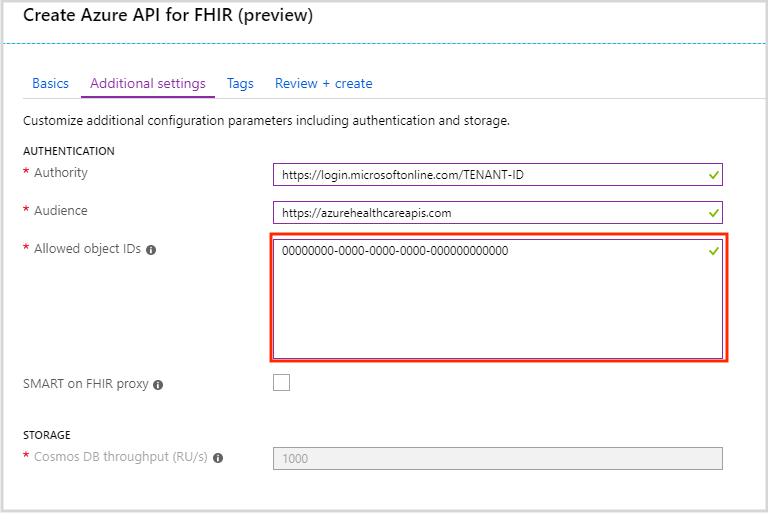 Create Azure API for FHIR (preview)
Basics Additional settings Tags Review + create
Customize additional configuration parameters including authentication and storage.
AUTHENTICATION
* Authority https://login.microsoftonline.com/TENANT-ID
* Audience https://azurehealthcareapis.com
* Allowed object IDs 00000000-0000-0000-0000-000000000000
SMART on FHIR proxy
STORAGE
* Cosmos DB throughput (RU/s) 1000